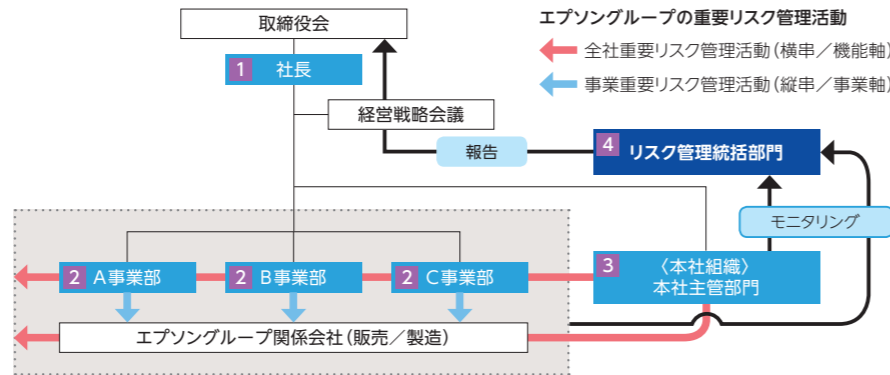 取締役会
エプソングループの重要リスク管理活動
全社重要リスク管理活動(横串/機能軸)
事業重要リスク管理活動(縦串/事業軸)
1 社長
経営戦略会議
報告
4 リスク管理統括部門
モニタリング
2 A事業部
2 B事業部
2 C事業部
3 〈本社組織〉
本社主管部門
エプソングループ関係会社(販売/製造)